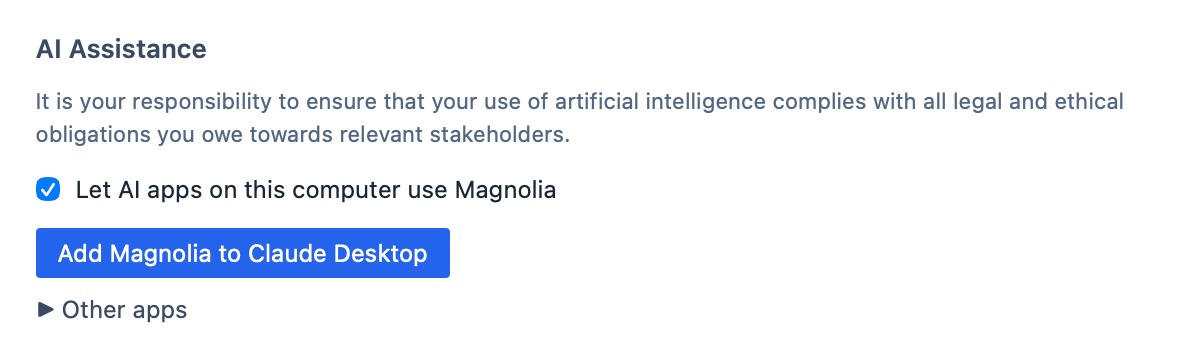 AI Assistance
It is your responsibility to ensure that your use of artificial intelligence complies with all legal and ethical
obligations you owe towards relevant stakeholders.
Let AI apps on this computer use Magnolia
Add Magnolia to Claude Desktop
Other apps